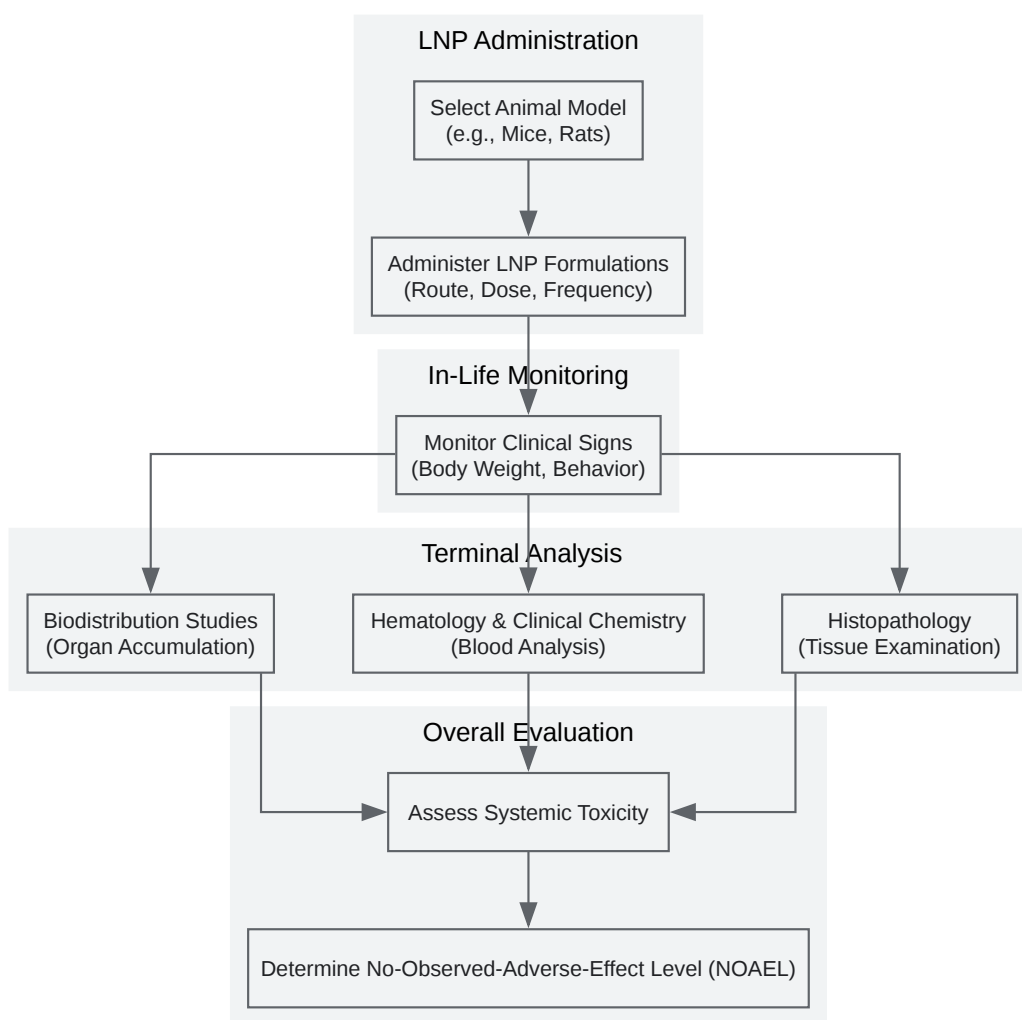 LNP Administration
Select Animal Model
(e.g., Mice, Rats)
Administer LNP Formulations
(Route, Dose, Frequency)
In-Life Monitoring
Monitor Clinical Signs
(Body Weight, Behavior)
Terminal Analysis
Biodistribution Studies
(Organ Accumulation)
Hematology & Clinical Chemistry
(Blood Analysis)
Histopathology
(Tissue Examination)
Overall Evaluation
Assess Systemic Toxicity
Determine No-Observed-Adverse-Effect Level (NOAEL)